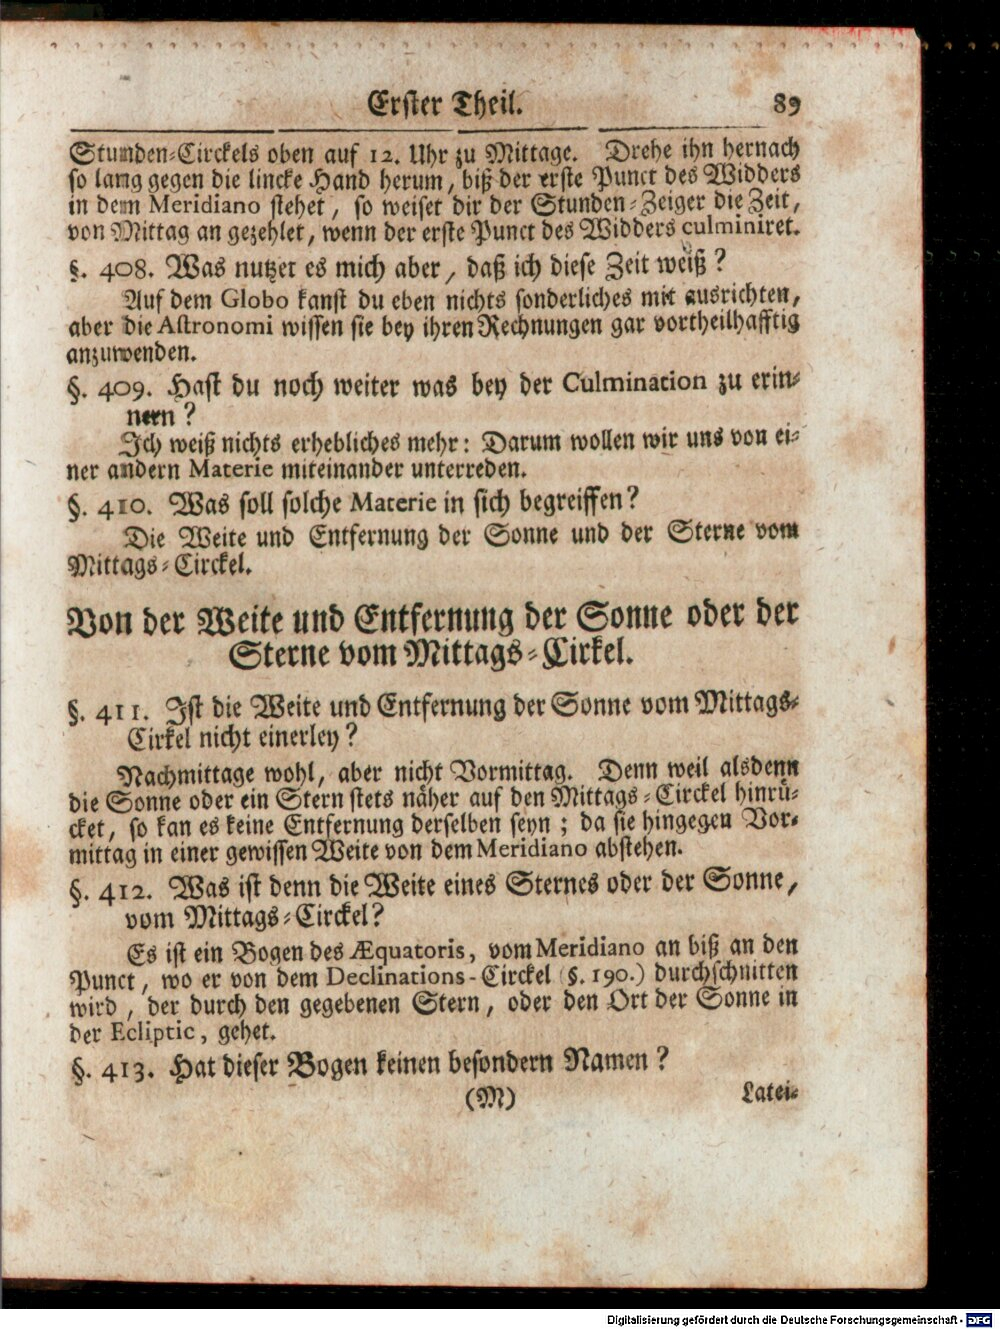 Erster Theil. 89
Stunden-Circkels oben auf 12. Uhr zu Mittage. Drehe ihn hernach
so lang gegen die lincke Hand herum, biß der erste Punct des Widders
in dem Meridiano stehet, so weiset dir der Stunden-Zeiger die Zeit,
von Mittag an gezehlet, wenn der erste Punct des Widders culminiret.
§. 408. Was nutzet es mich aber, daß ich diese Zeit weiß?
Auf dem Globo kanst du eben nichts sonderliches mit ausrichten,
aber die Astronomi wissen sie bey ihren Rechnungen gar vortheilhafftig
anzuwenden.
§. 409. Hast du noch weiter was bey der Culmination zu erin-
nern?
Ich weiß nichts erhebliches mehr: Darum wollen wir uns von ei-
ner andern Materie miteinander unterreden.
§. 410. Was soll solche Materie in sich begreiffen?
Die Weite und Entfernung der Sonne und der Sterne vom
Mittags-Circkel.
Von der Weite und Entfernung der Sonne oder der
Sterne vom Mittags-Cirkel.
§. 411. Ist die Weite und Entfernung der Sonne vom Mittags-
Cirkel nicht einerley?
Nachmittage wohl, aber nicht Vormittag. Denn weil alsdenn
die Sonne oder ein Stern stets näher auf den Mittags-Circkel hinrü-
cket, so kan es keine Entfernung derselben seyn; da sie hingegen Vor-
mittag in einer gewissen Weite von dem Meridiano abstehen.
§. 412. Was ist denn die Weite eines Sternes oder der Sonne,
vom Mittags-Circkel?
Es ist ein Bogen des Æquatoris, vom Meridiano an biß an den
Punct, wo er von dem Declinations-Circkel (§. 190.) durchschnitten
wird, der durch den gegebenen Stern, oder den Ort der Sonne in
der Ecliptic, gehet.
§. 413. Hat dieser Bogen keinen besondern Namen?
(M) Latei-
Digitalisierung gefördert durch die Deutsche Forschungsgemeinschaft - DFG